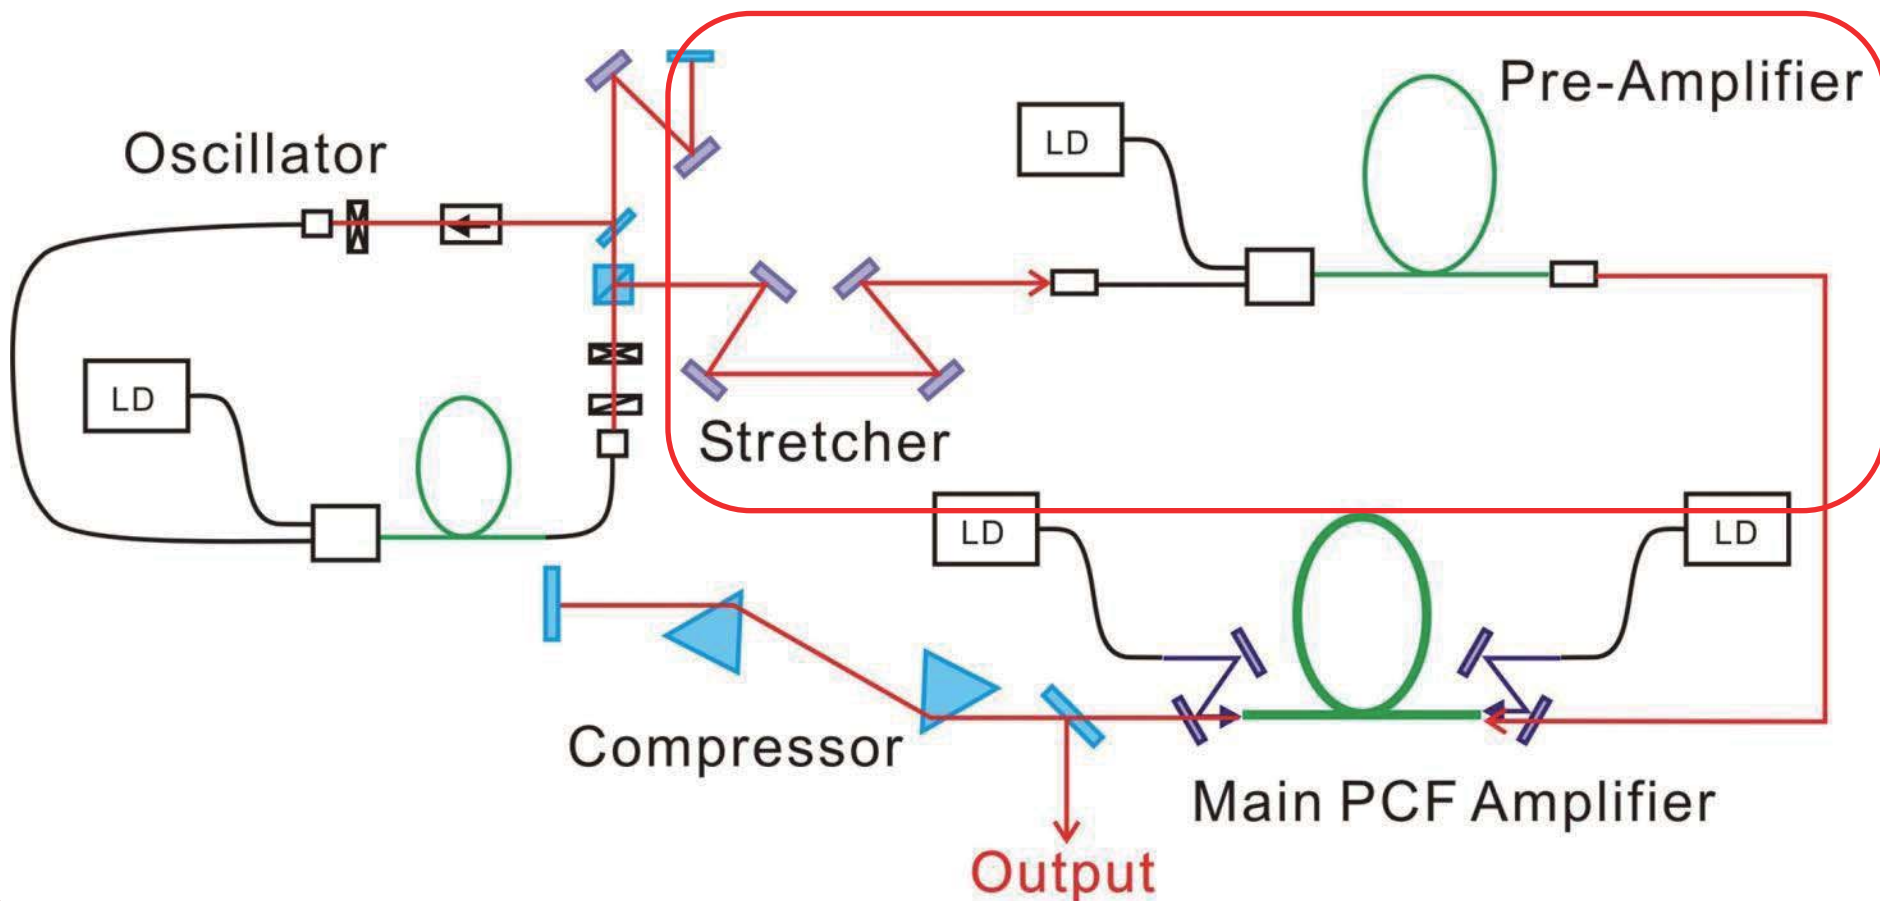 Pre-Amplifier
LD
Oscillator
LD
Stretcher
LD
LD
Compressor
Main PCF Amplifier
Output